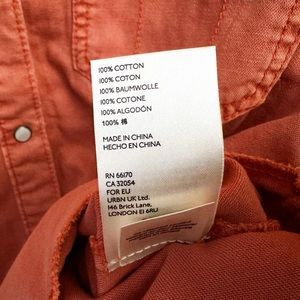 100% COTTON
100% COTON
100% BAUMWOLLE
100% COTONE
100% ALGODÓN
100% 棉
MADE IN CHINA
HECHO EN CHINA
RN 66170
CA 32054
FOR EU
URBN UK Ltd.
146 Brick Lane,
LONDON E1 6RU